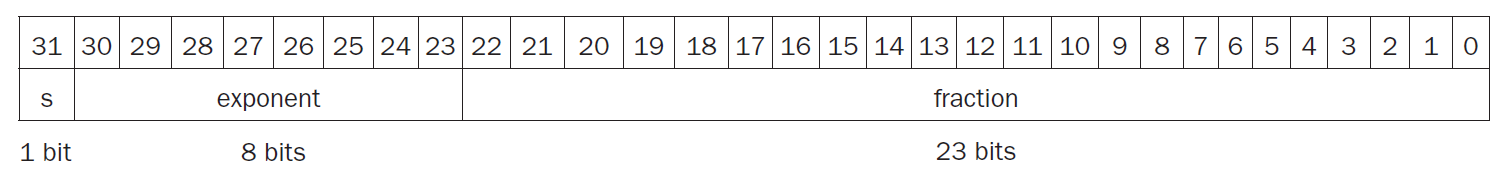 31 30 29 28 27 26 25 24 23 22 21 20 19 18 17 16 15 14 13 12 11 10 9 8 7 6 5 4 3 2 1 0
s exponent fraction
1 bit 8 bits 23 bits